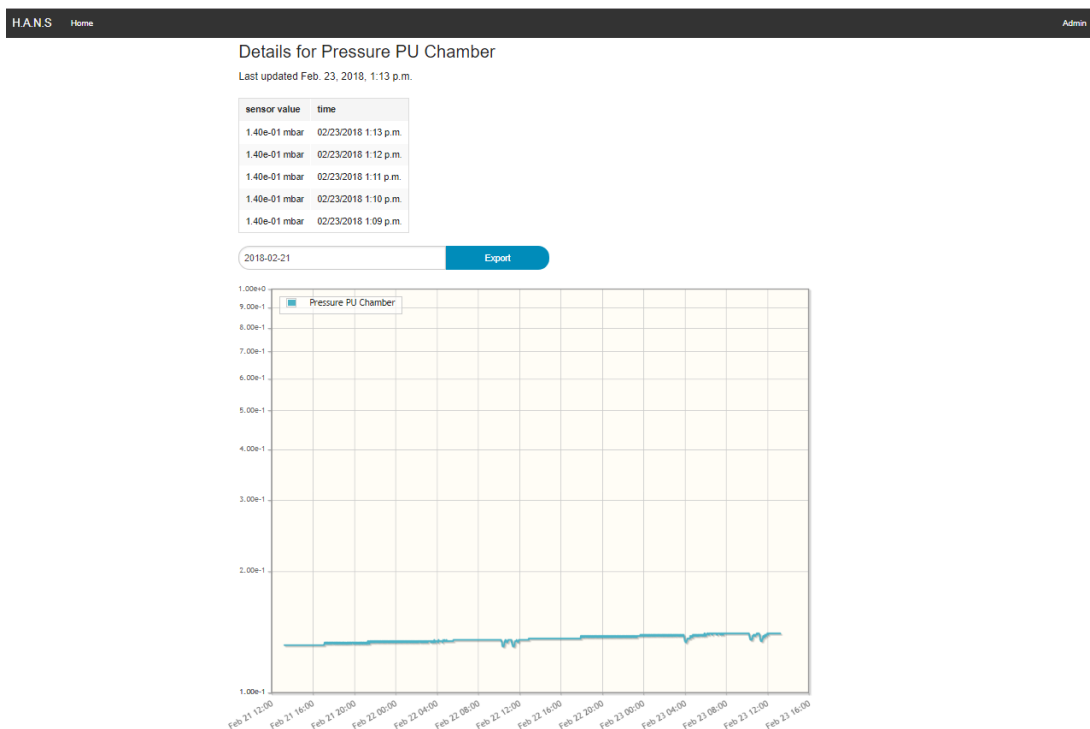 H.A.N.S Home Admin
Details for Pressure PU Chamber
Last updated Feb. 23, 2018, 1:13 p.m.
sensor value time
1.40e-01 mbar 02/23/2018 1:13 p.m.
1.40e-01 mbar 02/23/2018 1:12 p.m.
1.40e-01 mbar 02/23/2018 1:11 p.m.
1.40e-01 mbar 02/23/2018 1:10 p.m.
1.40e-01 mbar 02/23/2018 1:09 p.m.
2018-02-21 Export
1.00e+0
Pressure PU Chamber
9.00e-1
8.00e-1
7.00e-1
6.00e-1
5.00e-1
4.00e-1
3.00e-1
2.00e-1
1.00e-1
Feb 21 12:00 Feb 21 16:00 Feb 21 20:00 Feb 22 00:00 Feb 22 04:00 Feb 22 08:00 Feb 22 12:00 Feb 22 16:00 Feb 22 20:00 Feb 23 00:00 Feb 23 04:00 Feb 23 08:00 Feb 23 12:00 Feb 23 16:00